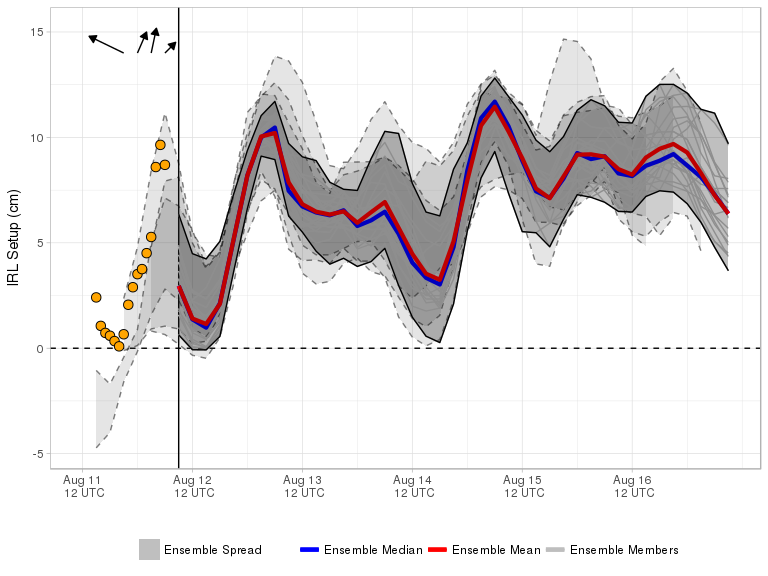 IRL Setup (cm)
15
10
5
0
-5
Aug 11 Aug 12 Aug 13 Aug 14 Aug 15 Aug 16
12 UTC 12 UTC 12 UTC 12 UTC 12 UTC 12 UTC
Ensemble Spread Ensemble Median Ensemble Mean Ensemble Members